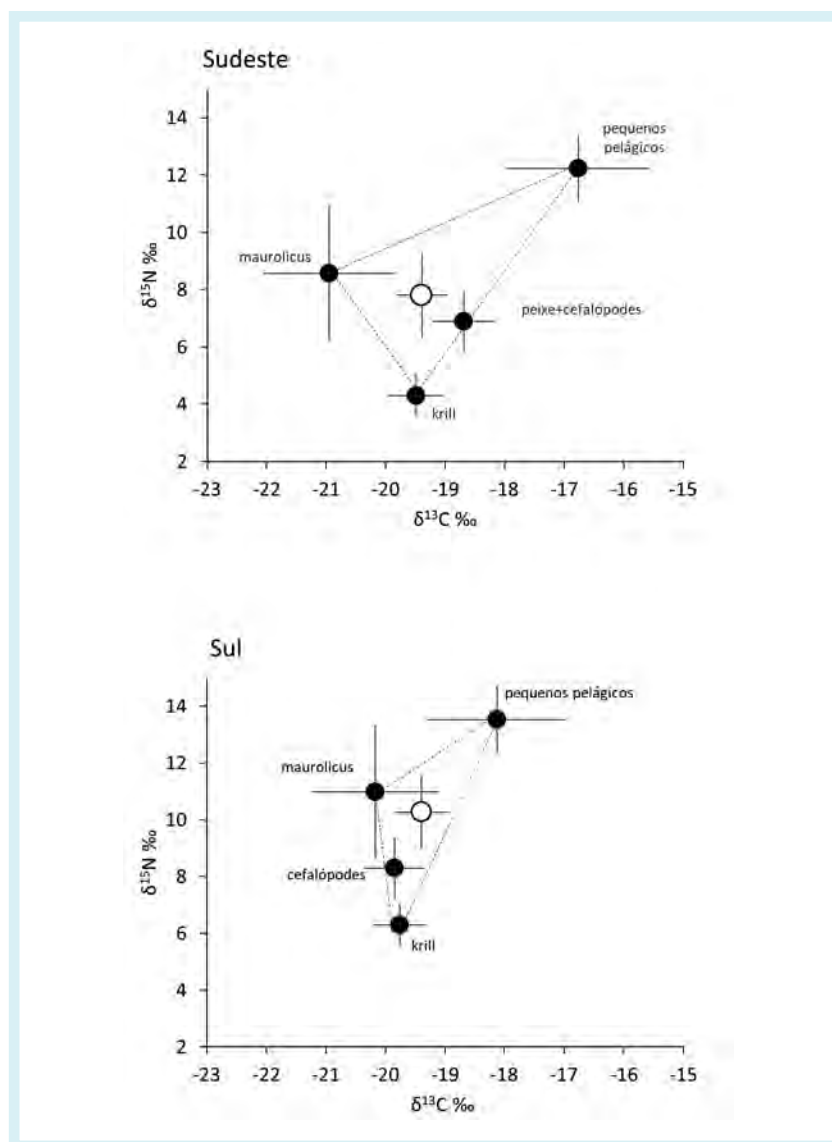 Sudeste
14
12
10
8
6
4
2
δ¹⁵N ‰
pequenos
pelágicos
maurolicus
peixe+cefalópodes
krill
-23 -22 -21 -20 -19 -18 -17 -16 -15
δ¹³C ‰
Sul
14
12
10
8
6
4
2
δ¹⁵N ‰
pequenos pelágicos
maurolicus
cefalópodes
krill
-23 -22 -21 -20 -19 -18 -17 -16 -15
δ¹³C ‰